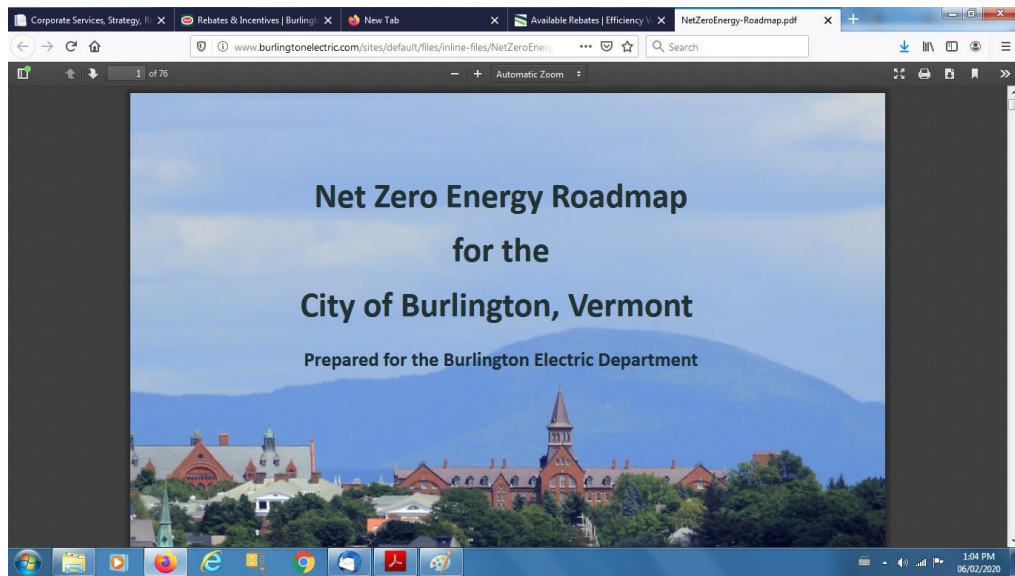 Corporate Services, Strategy, Ri
Rebates & Incentives | Burlingt
New Tab
Available Rebates | Efficiency V
NetZeroEnergy-Roadmap.pdf
www.burlingtonelectric.com/sites/default/files/inline-files/NetZeroEner
Search
1 of 76
Automatic Zoom
Net Zero Energy Roadmap
for the
City of Burlington, Vermont
Prepared for the Burlington Electric Department
1:04 PM
06/02/2020